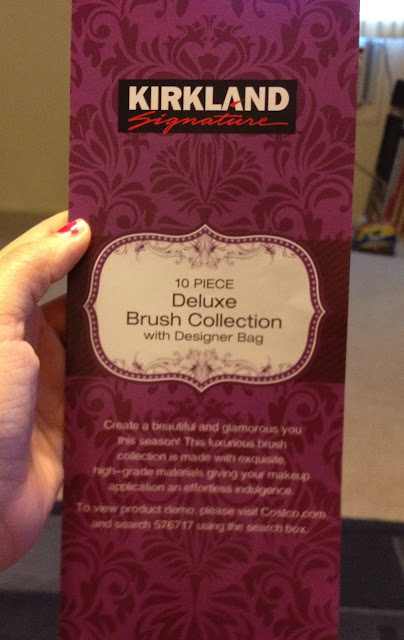 KIRKLAND
Signature
10 PIECE
Deluxe
Brush Collection
with Designer Bag
Create a beautiful and glamorous you
this season! This luxurious brush
collection is made with exquisite,
high-grade materials giving your makeup
application an effortless indulgence.
To view product demo, please visit Costco.com
and search 576717 using the search box.